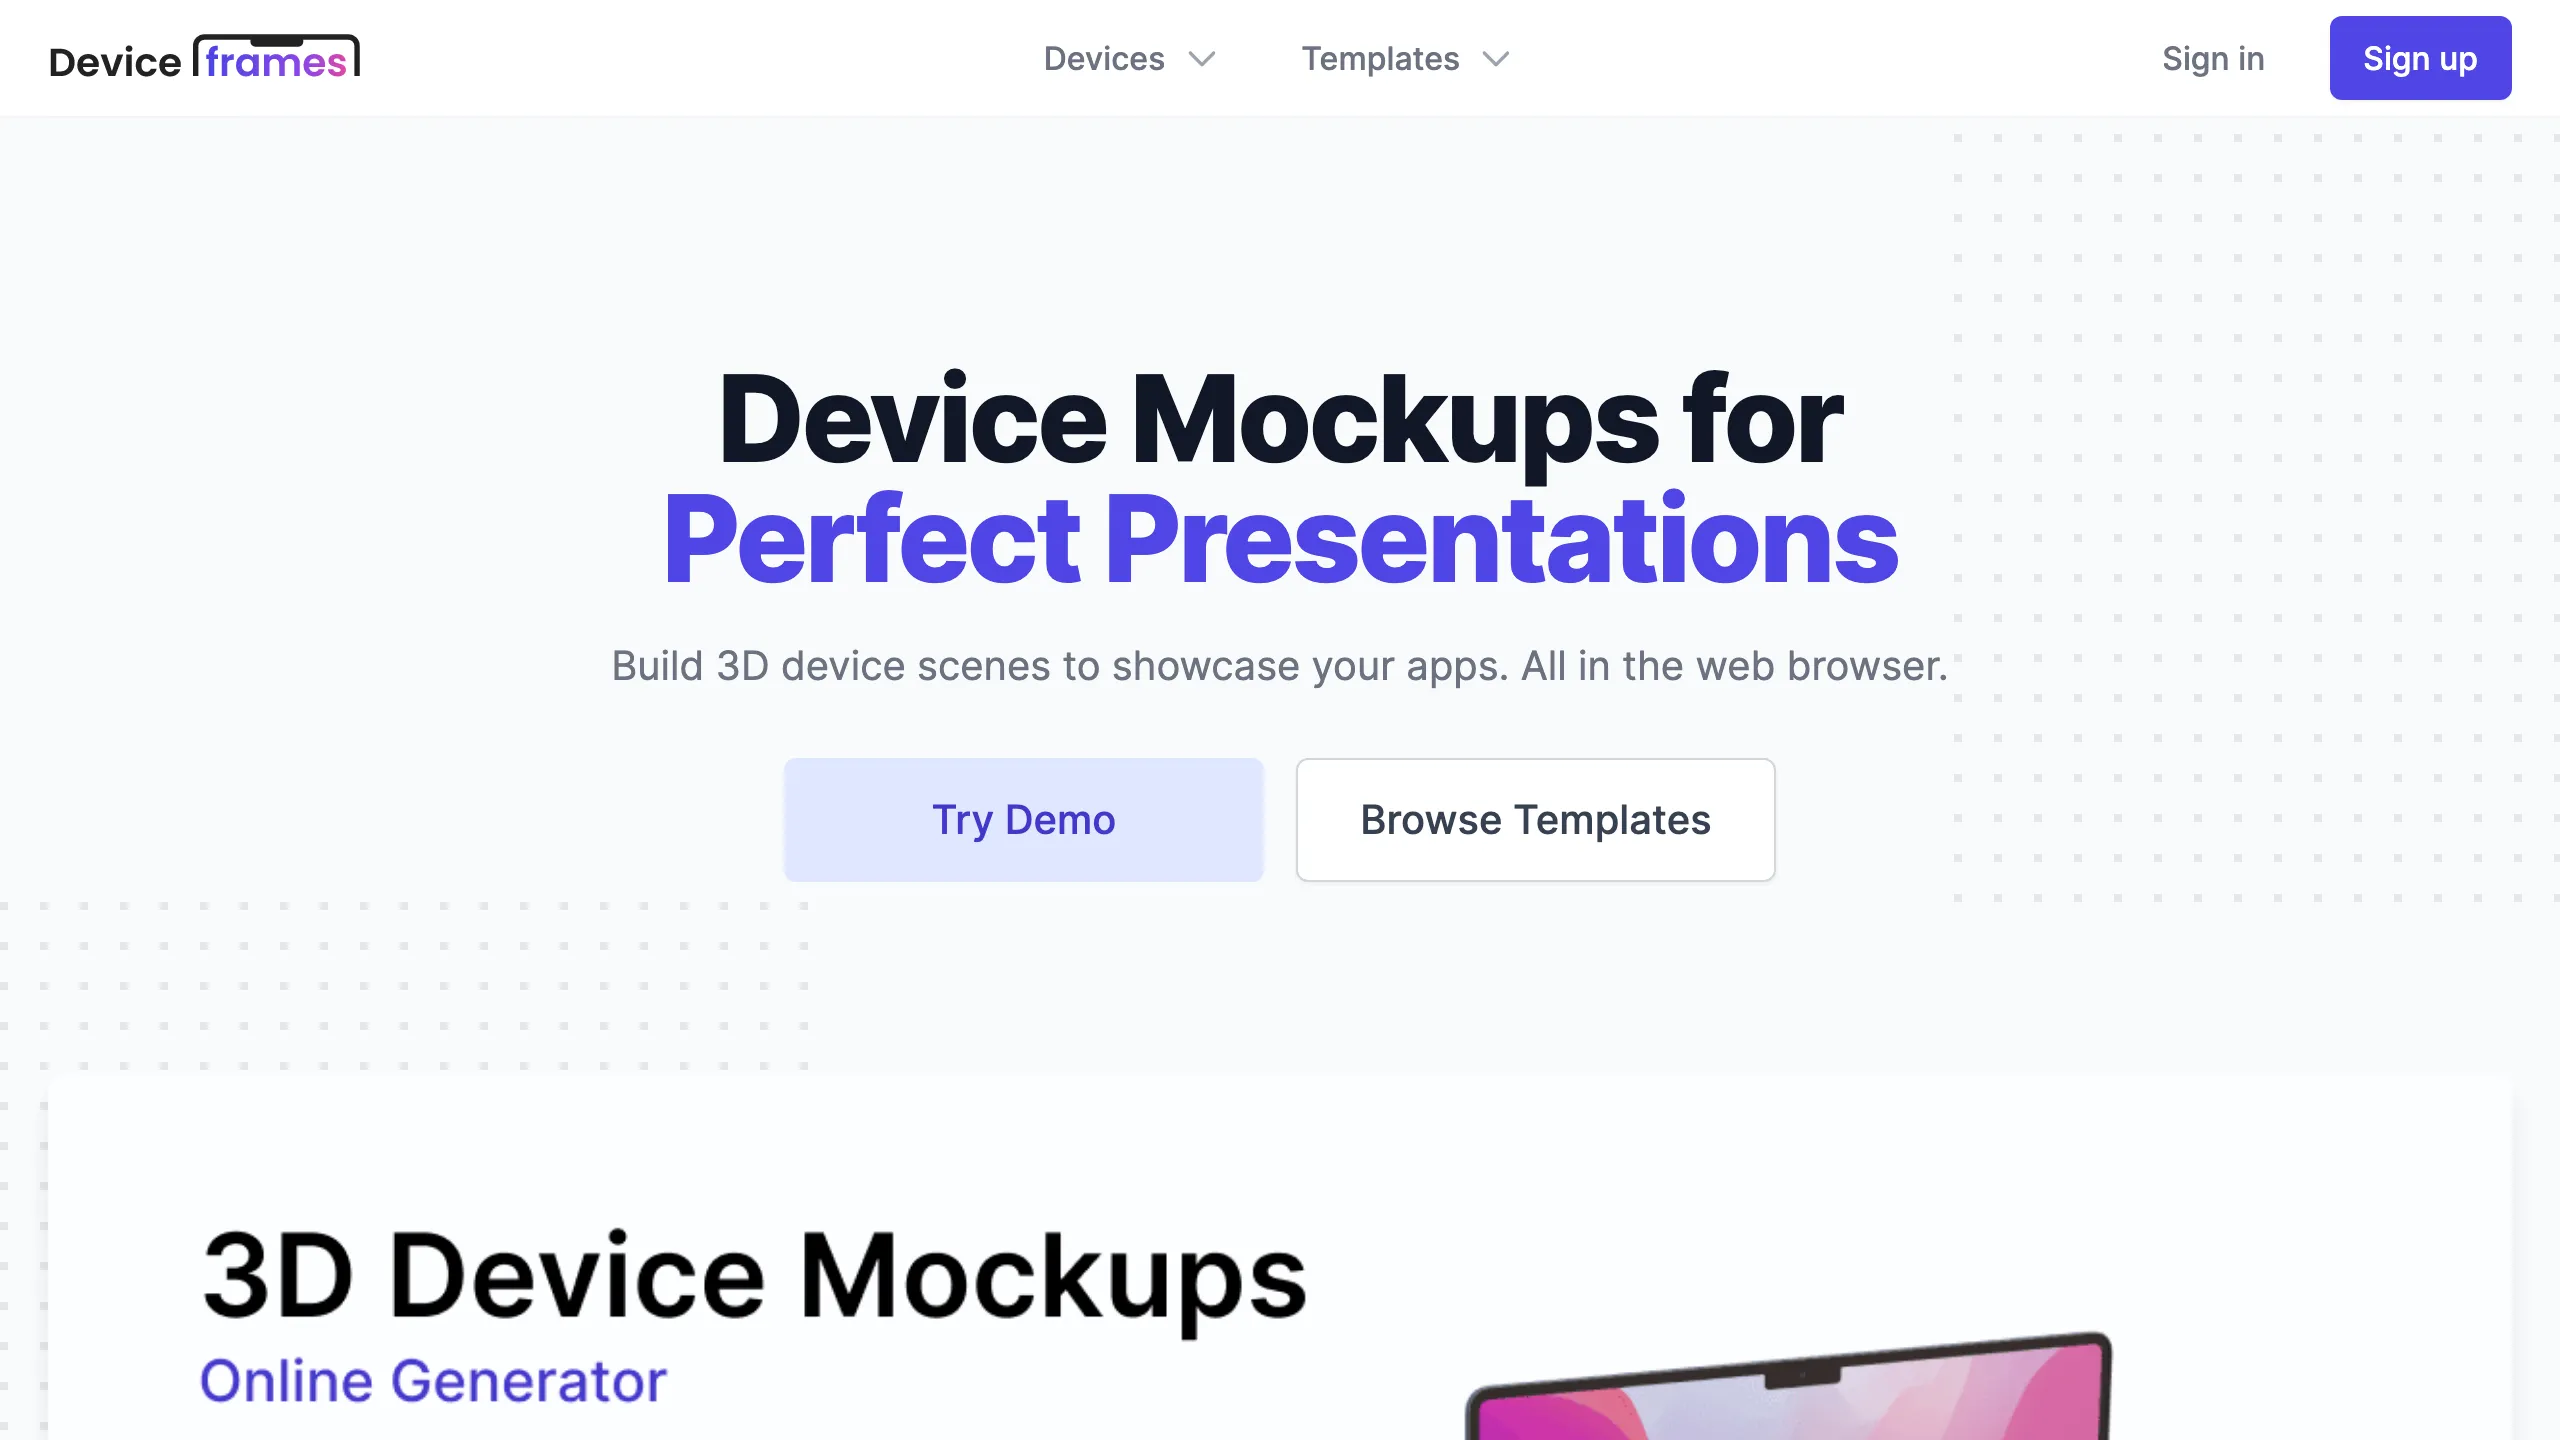 Device frames
Devices
Templates
Sign in
Sign up
Device Mockups for
Perfect Presentations
Build 3D device scenes to showcase your apps. All in the web browser.
Try Demo
Browse Templates
3D Device Mockups
Online Generator